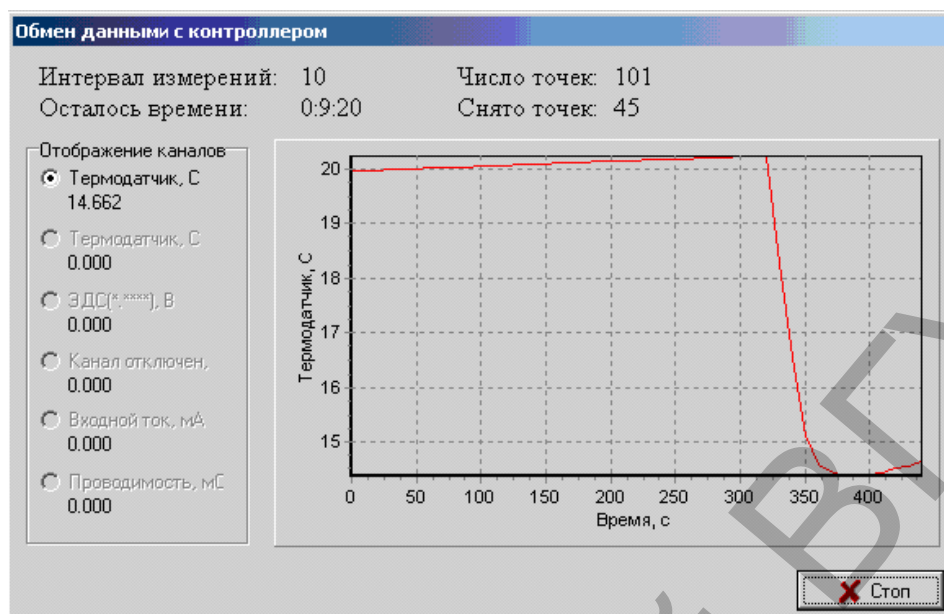 Обмен данными с контроллером
Интервал измерений: 10 Число точек: 101
Осталось времени: 0:9:20 Снято точек: 45
Отображение каналов
Термодатчик, С
14.662
Термодатчик, С
0.000
ЭДС(*.****), В
0.000
Канал отключен,
0.000
Входной ток, мА
0.000
Проводимость, мС
0.000
Термодатчик, С
20
19
18
17
16
15
0 50 100 150 200 250 300 350 400
Время, с
Стоп
ВГУ